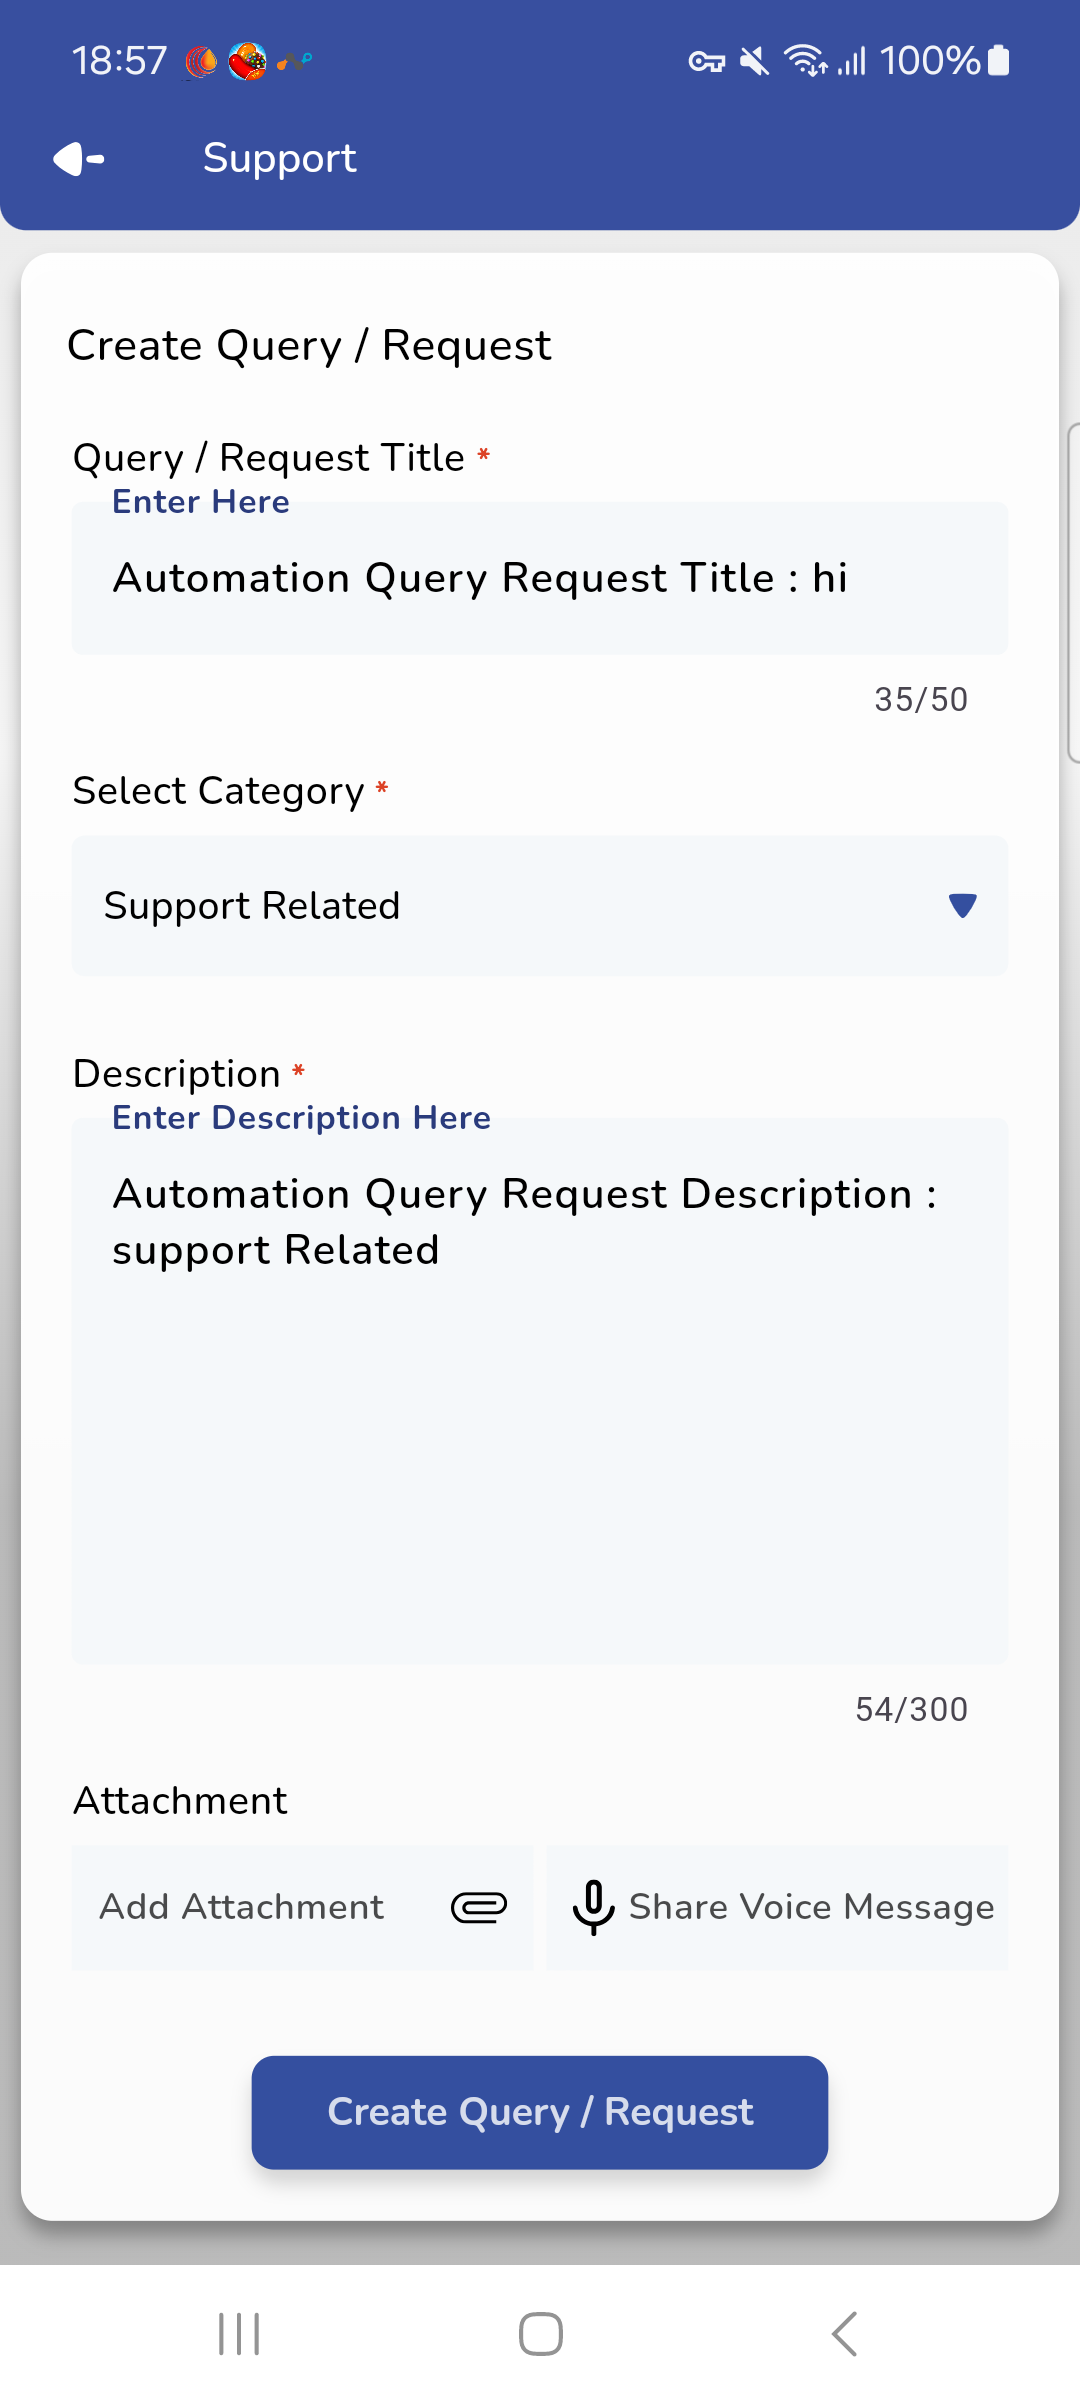 18:57
100%
Support
Create Query / Request
Query / Request Title *
Enter Here
Automation Query Request Title : hi
35/50
Select Category *
Support Related
Description *
Enter Description Here
Automation Query Request Description :
support Related
54/300
Attachment
Add Attachment
Share Voice Message
Create Query / Request